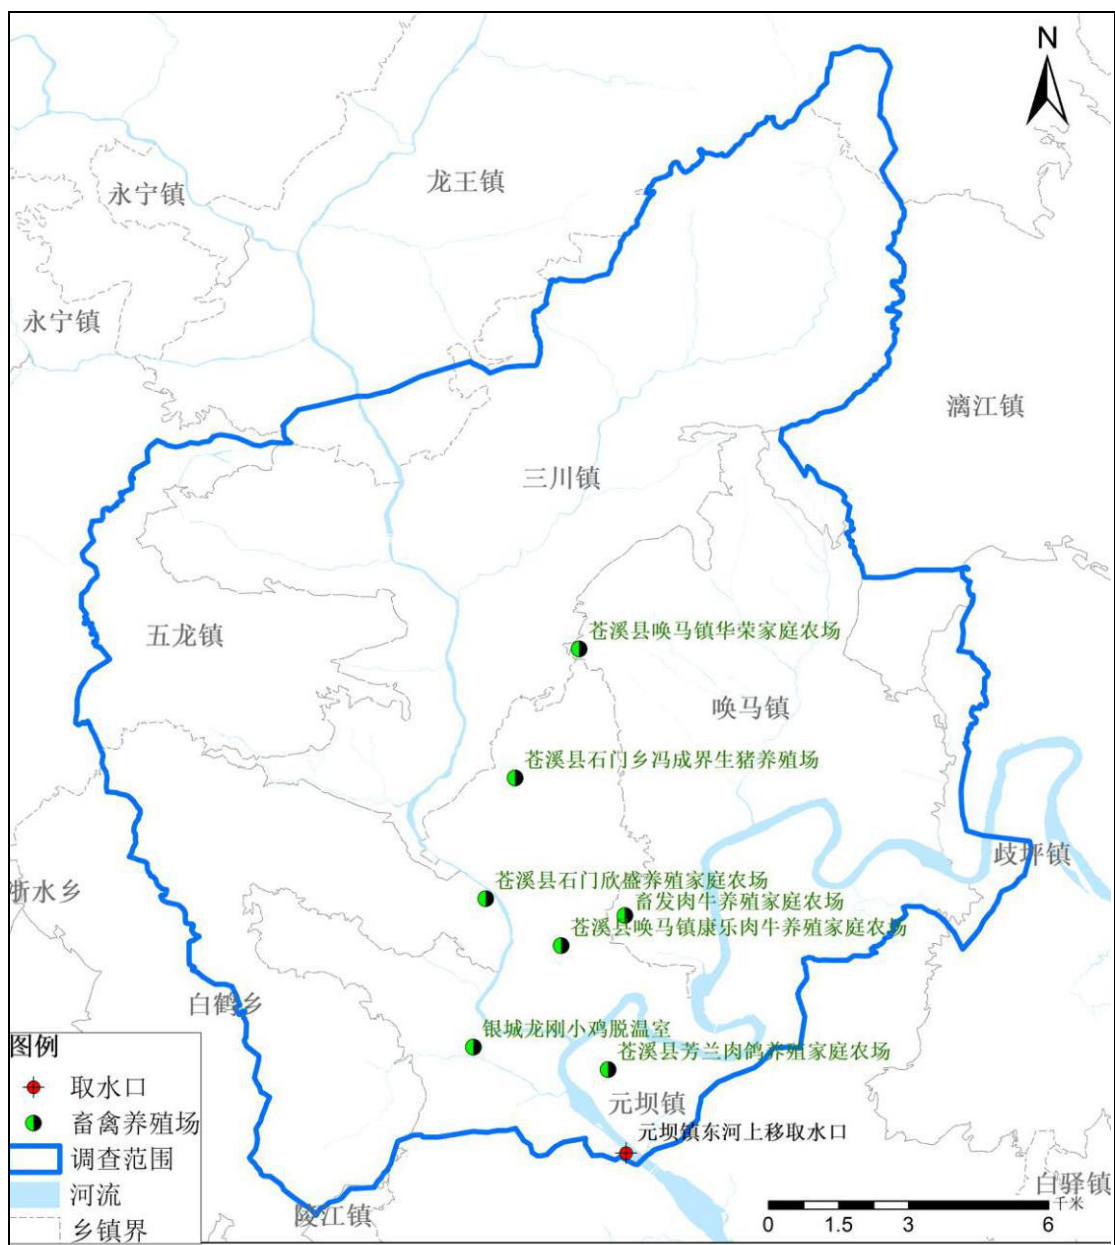 N
龙王镇
永宁镇
永宁镇
漓江镇
三川镇
五龙镇
苍溪县唤马镇华荣家庭农场
唤马镇
苍溪县石门乡冯成界生猪养殖场
歧坪镇
浙水乡
苍溪县石门欣盛养殖家庭农场
畜发肉牛养殖家庭农场
苍溪县唤马镇康乐肉牛养殖家庭农场
白鹤乡
银城龙刚小鸡脱温室
苍溪县芳兰肉鸽养殖家庭农场
元坝镇
元坝镇东河上移取水口
白驿镇
陵江镇
图例
取水口
畜禽养殖场
调查范围
河流
乡镇界
千米
0 1.5 3 6